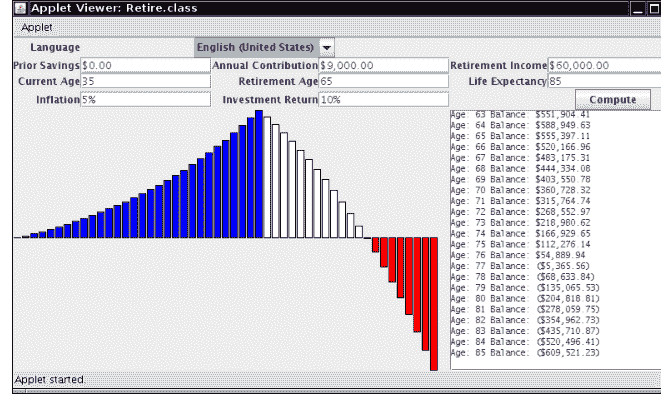 Applet Viewer: Retire.class
Applet
Language English (United States)
Prior Savings $0.00 Annual Contribution $9,000.00 Retirement Income $60,000.00
Current Age 35 Retirement Age 65 Life Expectancy 85
Inflation 5% Investment Return 10% Compute
Age: 63 Balance: $551,904.41
Age: 64 Balance: $588,949.63
Age: 65 Balance: $555,397.11
Age: 66 Balance: $520,166.96
Age: 67 Balance: $483,175.31
Age: 68 Balance: $444,334.08
Age: 69 Balance: $403,550.78
Age: 70 Balance: $360,728.32
Age: 71 Balance: $315,764.74
Age: 72 Balance: $268,552.97
Age: 73 Balance: $218,980.62
Age: 74 Balance: $166,929.65
Age: 75 Balance: $112,276.14
Age: 76 Balance: $54,889.94
Age: 77 Balance: ($5,365.56)
Age: 78 Balance: ($68,633.84)
Age: 79 Balance: ($135,065.53)
Age: 80 Balance: ($204,818.81)
Age: 81 Balance: ($278,059.75)
Age: 82 Balance: ($354,962.73)
Age: 83 Balance: ($435,710.87)
Age: 84 Balance: ($520,496.41)
Age: 85 Balance: ($609,521.23)
Applet started.